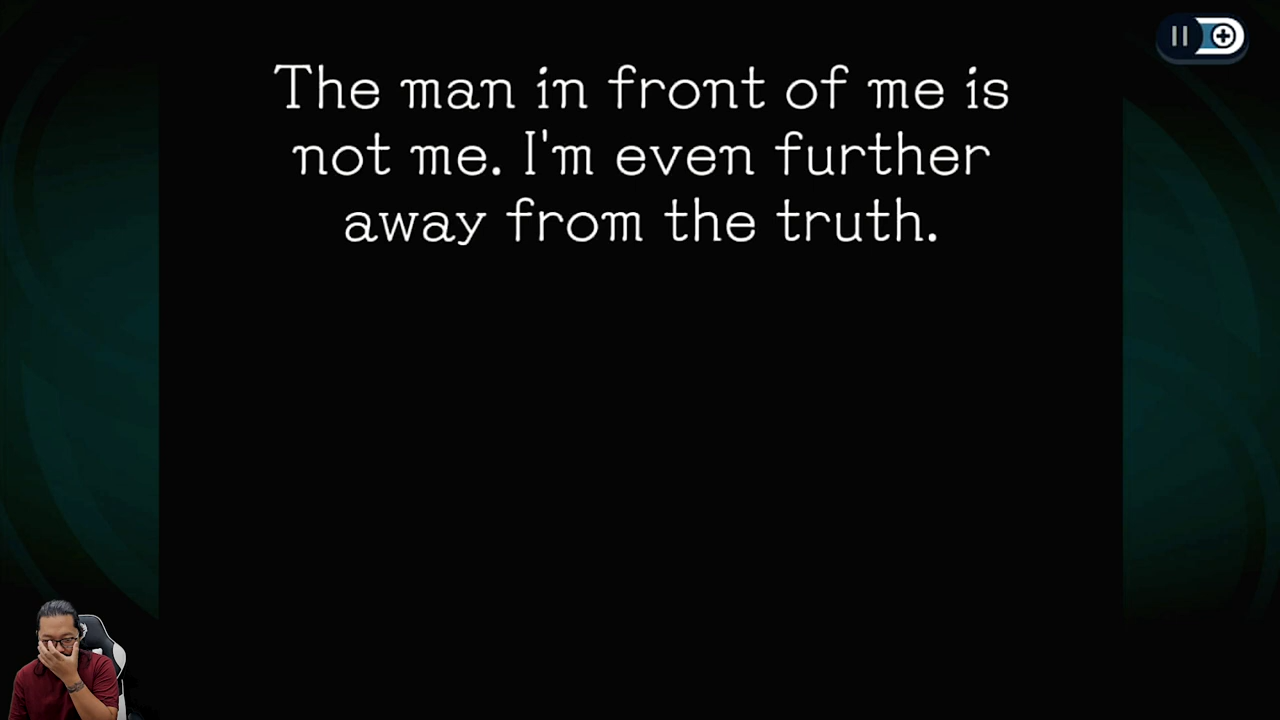 The man in front of me is
not me. I'm even further
away from the truth.